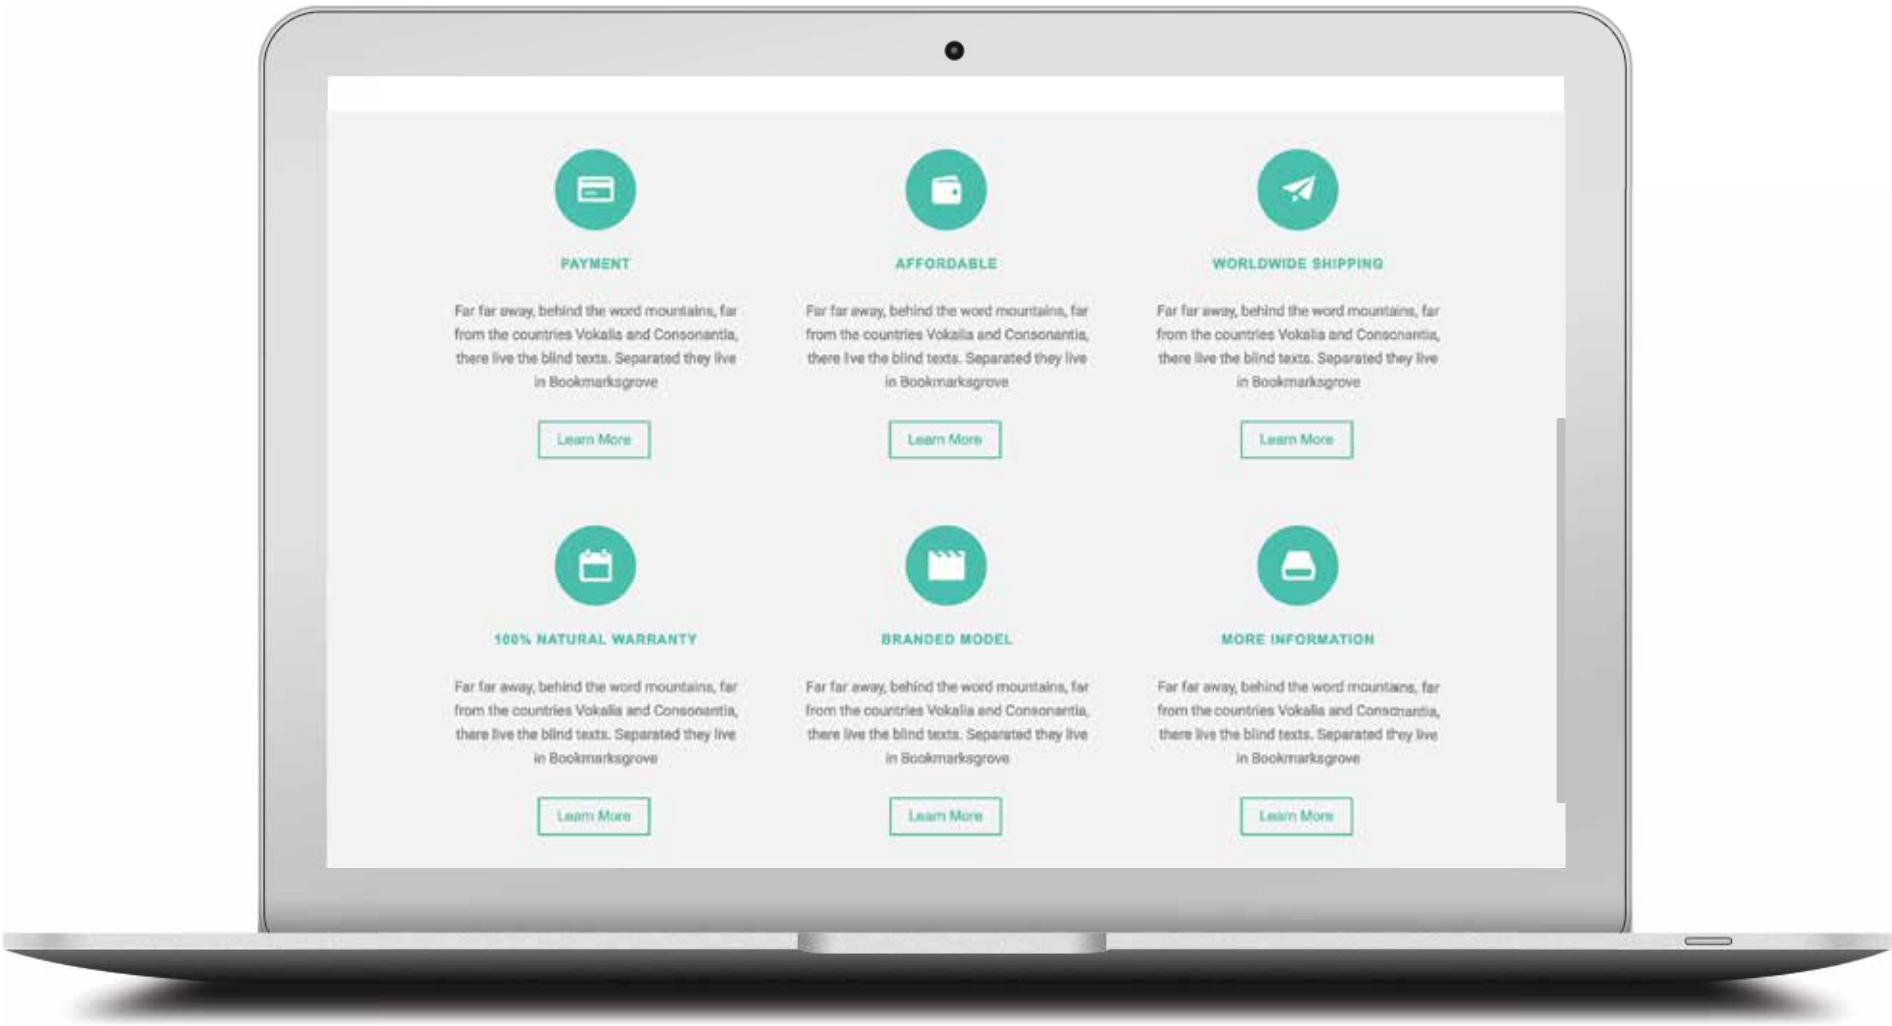 PAYMENT
Far far away, behind the word mountains, far
from the countries Vokalia and Consonantia,
there live the blind texts. Separated they live
in Bookmarksgrove
Learn More
AFFORDABLE
Far far away, behind the word mountains, far
from the countries Vokalia and Consonantia,
there live the blind texts. Separated they live
in Bookmarksgrove
Learn More
WORLDWIDE SHIPPING
Far far away, behind the word mountains, far
from the countries Vokalia and Consonantia,
there live the blind texts. Separated they live
in Bookmarksgrove
Learn More
100% NATURAL WARRANTY
Far far away, behind the word mountains, far
from the countries Vokalia and Consonantia,
there live the blind texts. Separated they live
in Bookmarksgrove
Learn More
BRANDED MODEL
Far far away, behind the word mountains, far
from the countries Vokalia and Consonantia,
there live the blind texts. Separated they live
in Bookmarksgrove
Learn More
MORE INFORMATION
Far far away, behind the word mountains, far
from the countries Vokalia and Consonantia,
there live the blind texts. Separated they live
in Bookmarksgrove
Learn More